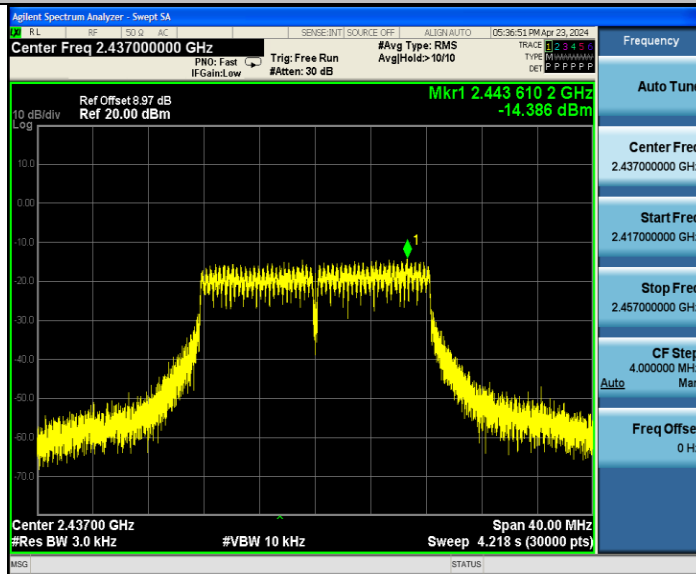 Agilent Spectrum Analyzer - Swept SA
RL RF 50 Ω AC SENSE:INT SOURCE OFF ALIGN AUTO 05:36:51 PM Apr 23, 2024
Center Freq 2.437000000 GHz
PNO: Fast
IFGain:Low
Trig: Free Run
#Atten: 30 dB
#Avg Type: RMS
Avg|Hold:>10/10
TRACE 1 2 3 4 5 6
TYPE M
DET P P P P P P
Ref Offset 8.97 dB
10 dB/div Ref 20.00 dBm
Log
Mkr1 2.443 610 2 GHz
-14.386 dBm
10.0
0.00
-10.0
-20.0
-30.0
-40.0
-50.0
-60.0
-70.0
1
Center 2.43700 GHz Span 40.00 MHz
#Res BW 3.0 kHz #VBW 10 kHz Sweep 4.218 s (30000 pts)
MSG STATUS
Frequency
Auto Tun
Center Fre
2.437000000 GH
Start Fre
2.417000000 GH
Stop Fre
2.457000000 GH
CF Step
4.000000 MH
Auto Ma
Freq Offse
0 H